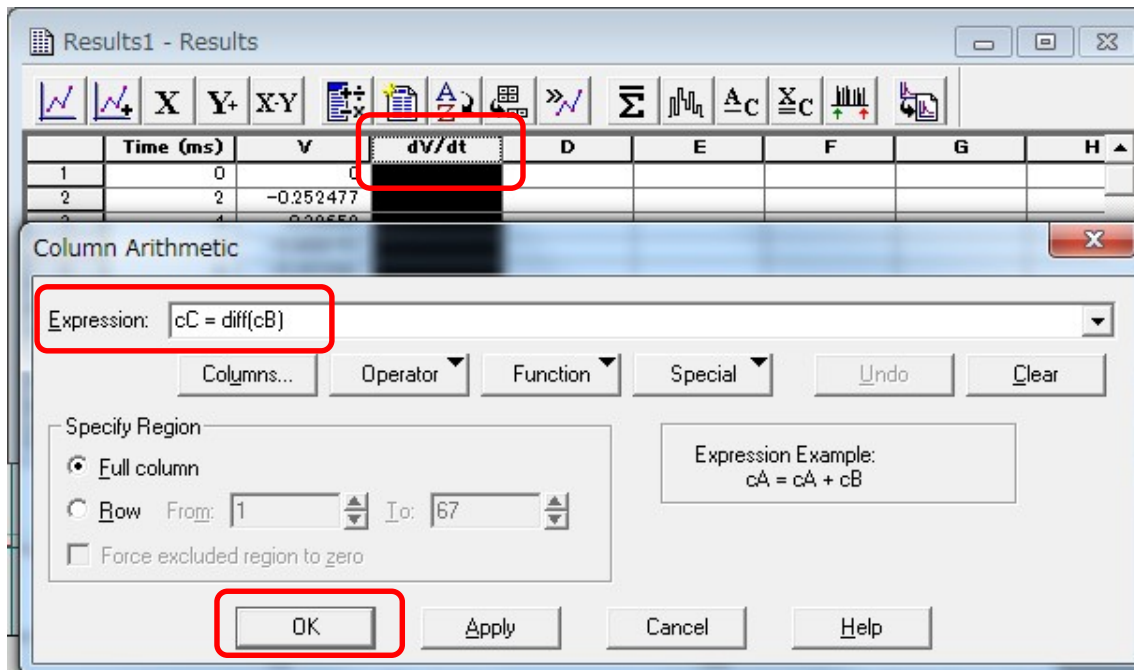 Results1 - Results
X Y+ X-Y A Z Σ AC XC
Time (ms) V dV/dt D E F G H
1 0 0
2 2 -0.252477
Column Arithmetic
Expression: cC = diff(cB)
Columns... Operator Function Special Undo Clear
Specify Region
Full column
Expression Example:
cA = cA + cB
Row From: 1 To: 67
Force excluded region to zero
OK Apply Cancel Help